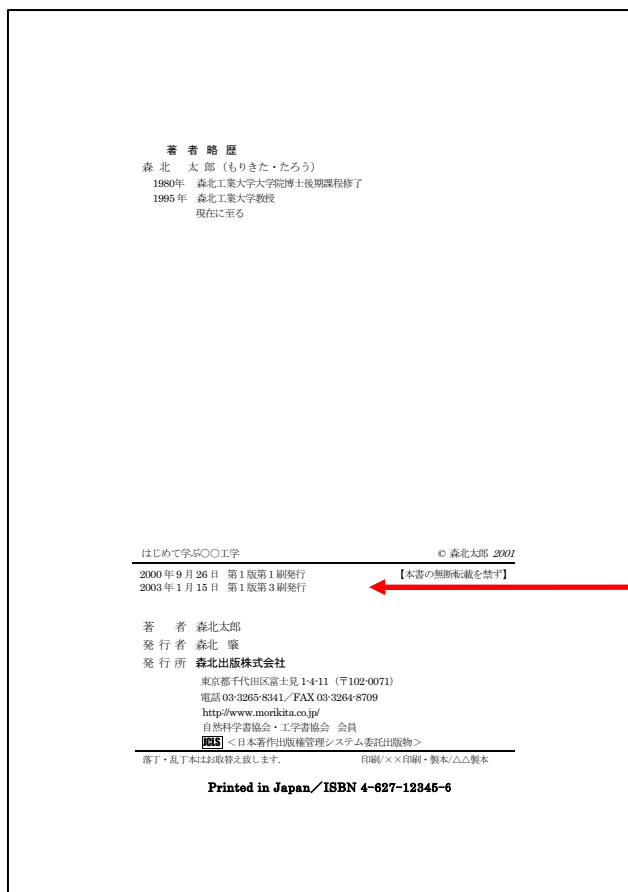 著者略歴
森北 太郎（もりきた・たろう）
1980年 森北工業大学大学院博士後期課程修了
1995年 森北工業大学教授
現在に至る
はじめて学ぶ〇〇工学 © 森北太郎 2001
2000年9月26日 第1版第1刷発行 【本書の無断転載を禁ず】
2003年1月15日 第1版第3刷発行
著者 森北太郎
発行者 森北 肇
発行所 森北出版株式会社
東京都千代田区富士見 1-4-11（〒102-0071）
電話 03-3265-8341／FAX 03-3264-8709
http://www.morikita.co.jp/
自然科学書協会・工学書協会 会員
JCLS ＜日本著作出版権管理システム委託出版物＞
落丁・乱丁本はお取替え致します. 印刷/××印刷・製本/△△製本
Printed in Japan／ISBN 4-627-12345-6